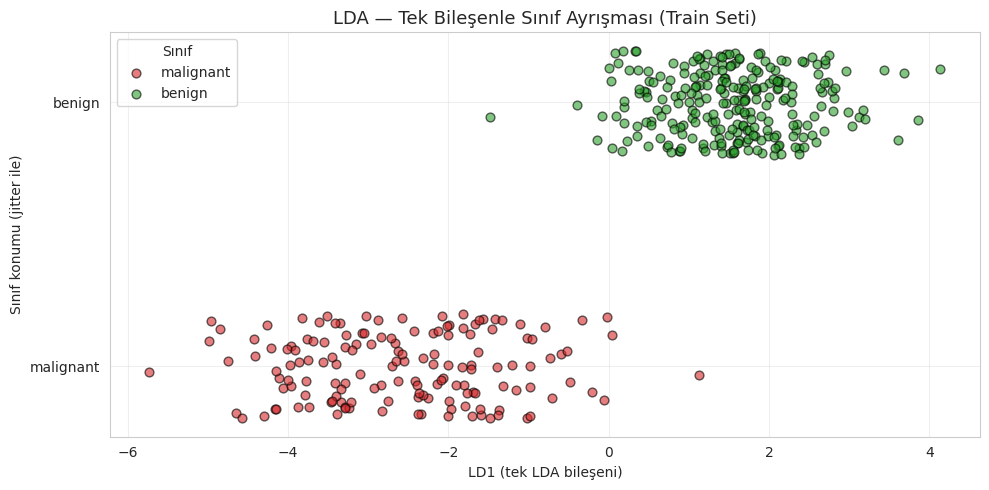 LDA — Tek Bileşenle Sınıf Ayrışması (Train Seti)
Sınıf
malignant
benign
benign
malignant
Sınıf konumu (jitter ile)
−6
−4
−2
0
2
4
LD1 (tek LDA bileşeni)